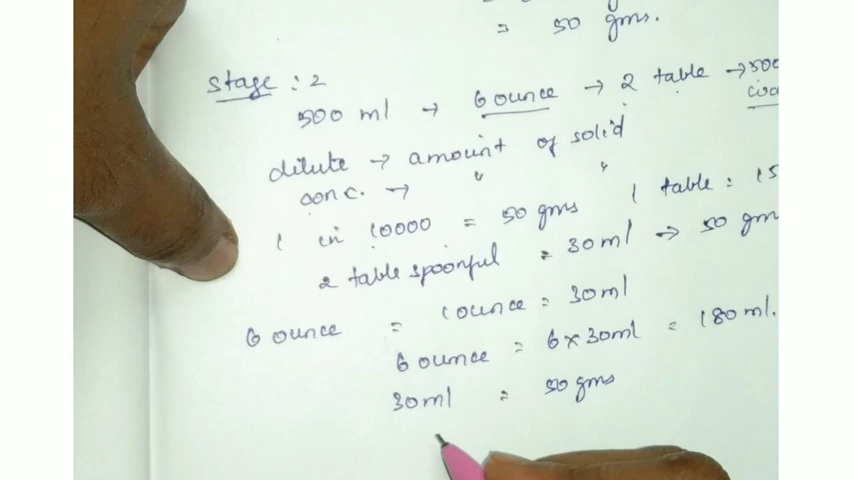 = 50 gms.
Stage : 2
500 ml → 6 ounce → 2 table → 500
dilute → amount of solid
conc. → " "
1 in 10000 = 50 gms 1 table = 15
2 table spoonful = 30 ml → 50 gm
6 ounce = 1 ounce = 30 ml
6 ounce = 6 × 30 ml = 180 ml.
30 ml = 50 gms